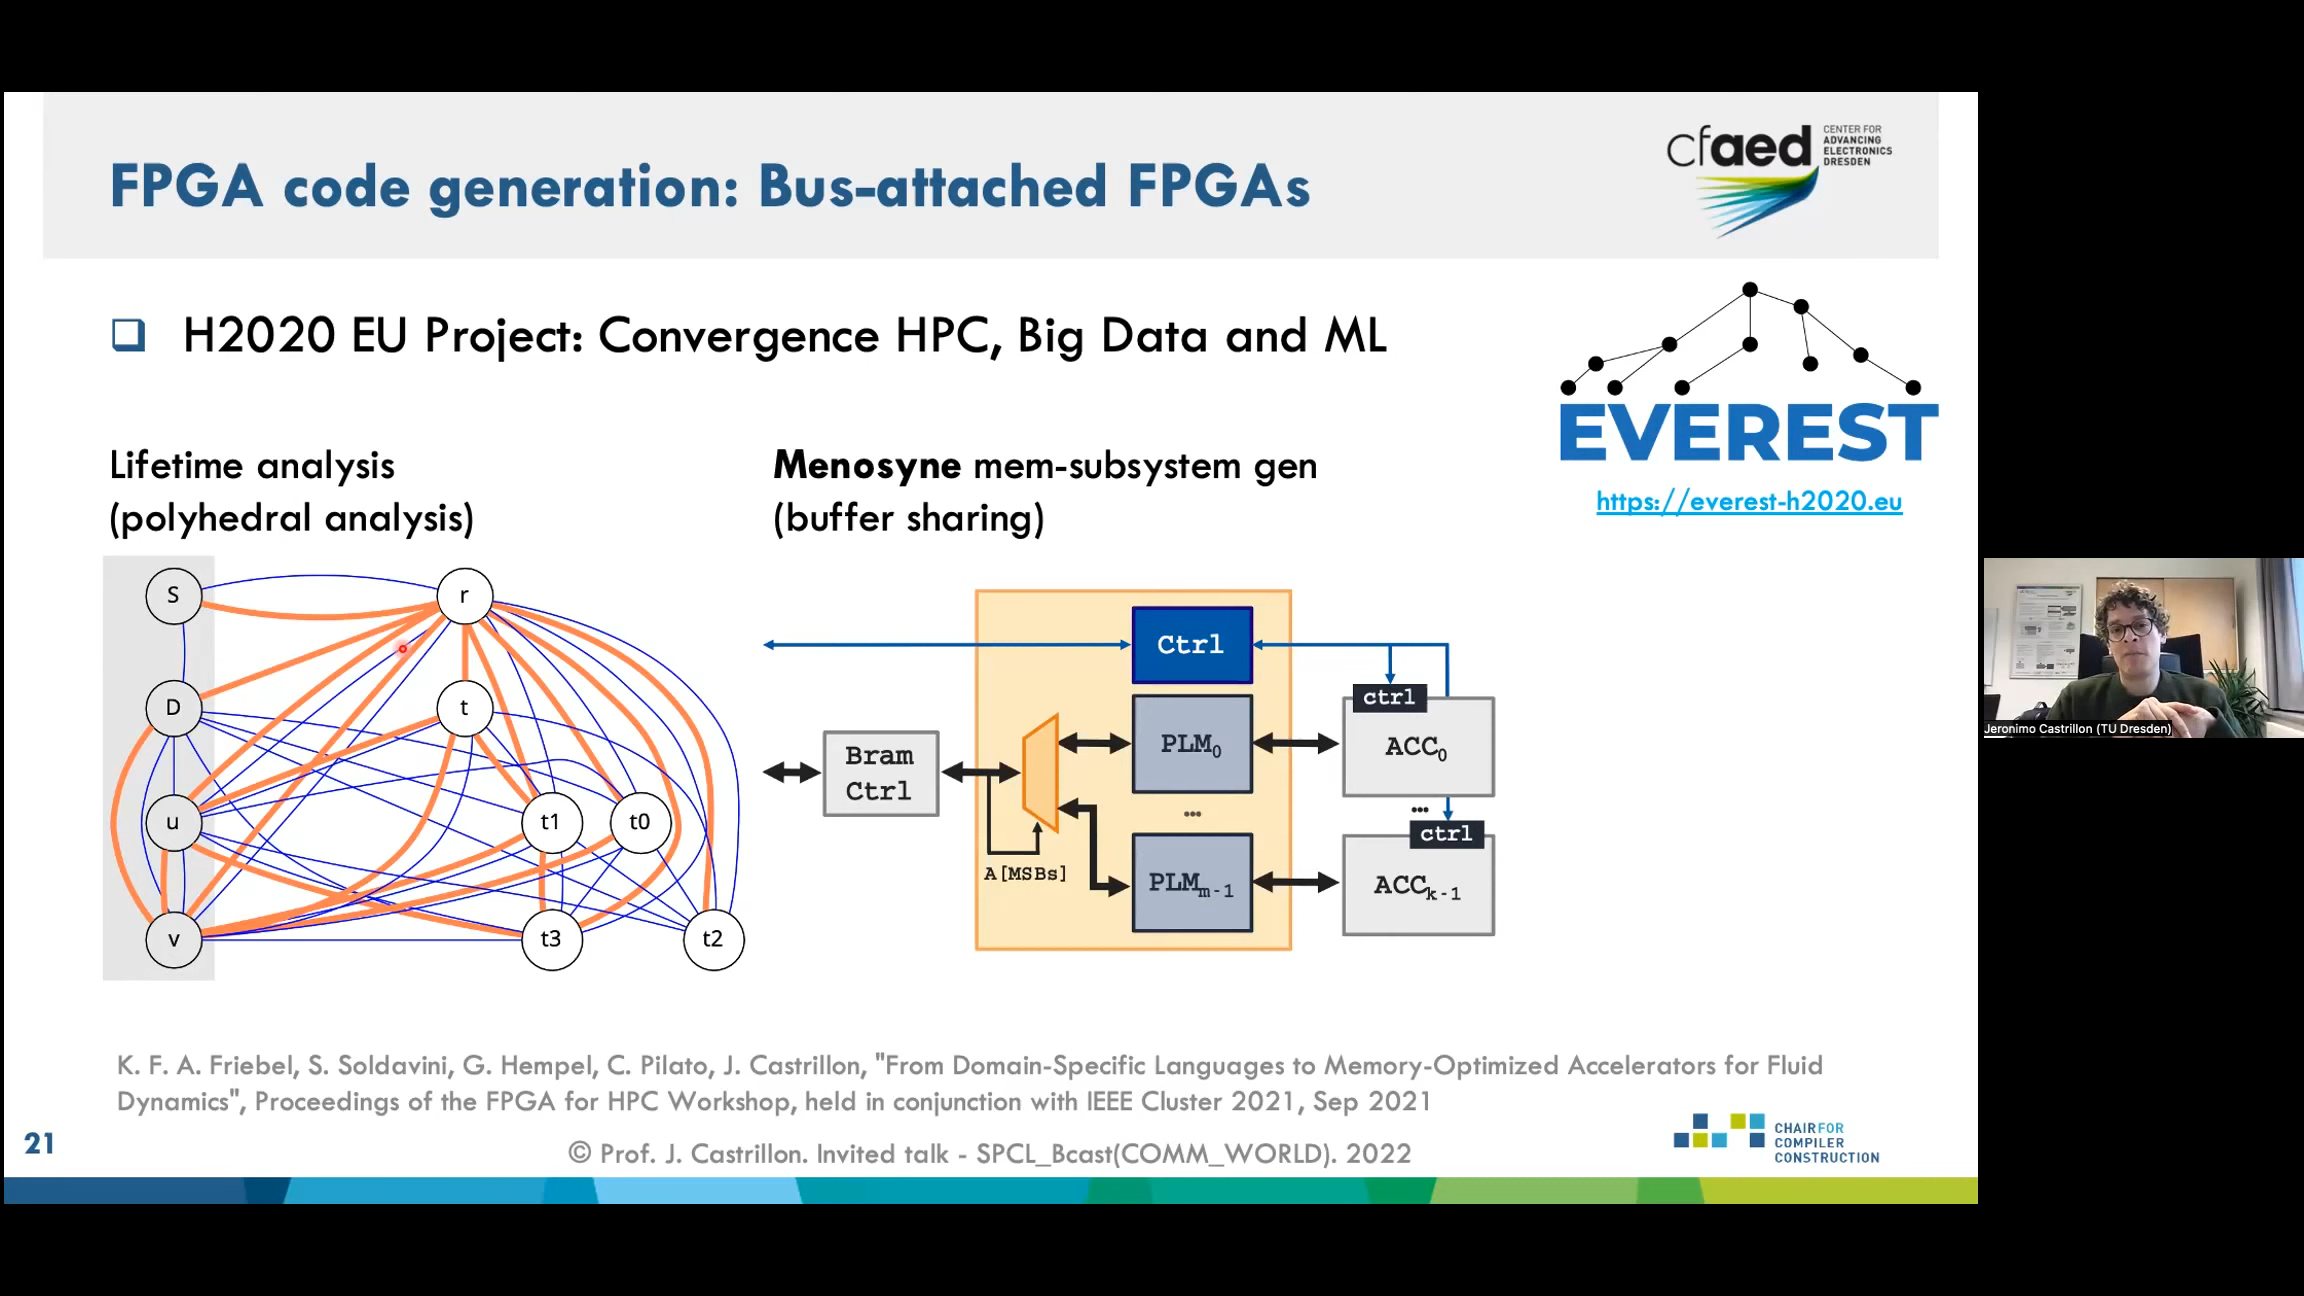 FPGA code generation: Bus-attached FPGAs
cfaed
CENTER FOR
ADVANCING
ELECTRONICS
DRESDEN
H2020 EU Project: Convergence HPC, Big Data and ML
EVEREST
https://everest-h2020.eu
Lifetime analysis
(polyhedral analysis)
Menosyne mem-subsystem gen
(buffer sharing)
S
r
D
t
u
t1
t0
v
t3
t2
Ctrl
ctrl
Bram
Ctrl
PLM0
ACC0
...
...
ctrl
A[MSBs]
PLMm-1
ACCk-1
Jeronimo Castrillon (TU Dresden)
K. F. A. Friebel, S. Soldavini, G. Hempel, C. Pilato, J. Castrillon, "From Domain-Specific Languages to Memory-Optimized Accelerators for Fluid
Dynamics", Proceedings of the FPGA for HPC Workshop, held in conjunction with IEEE Cluster 2021, Sep 2021
21
© Prof. J. Castrillon. Invited talk - SPCL_Bcast(COMM_WORLD). 2022
CHAIR FOR
COMPILER
CONSTRUCTION